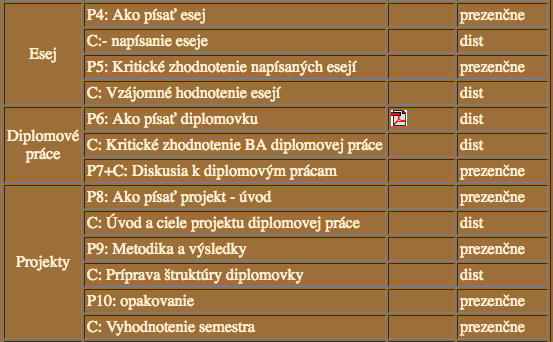 Esej
P4: Ako písať esej prezenčne
C:- napísanie eseje dist
P5: Kritické zhodnotenie napísaných esejí prezenčne
C: Vzájomné hodnotenie esejí dist
Diplomové práce
P6: Ako písať diplomovku dist
C: Kritické zhodnotenie BA diplomovej práce dist
P7+C: Diskusia k diplomovým prácam prezenčne
Projekty
P8: Ako písať projekt - úvod prezenčne
C: Úvod a ciele projektu diplomovej práce dist
P9: Metodika a výsledky prezenčne
C: Príprava štruktúry diplomovky dist
P10: opakovanie prezenčne
C: Vyhodnotenie semestra prezenčne